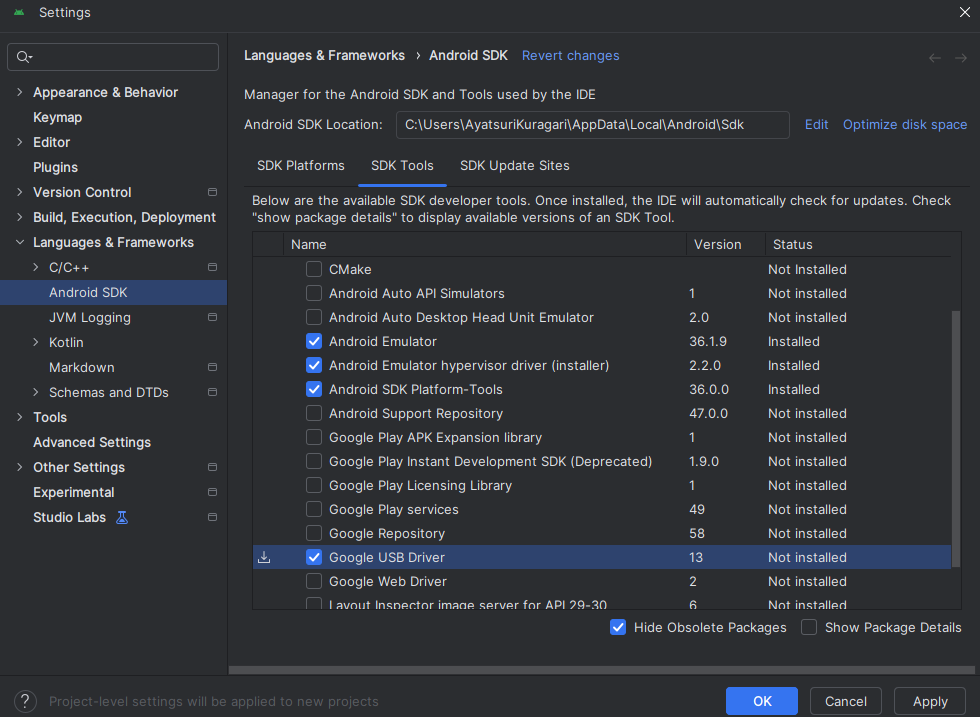 Settings
Languages & Frameworks › Android SDK Revert changes
Appearance & Behavior
Keymap
Editor
Plugins
Version Control
Build, Execution, Deployment
Languages & Frameworks
C/C++
Android SDK
JVM Logging
Kotlin
Markdown
Schemas and DTDs
Tools
Advanced Settings
Other Settings
Experimental
Studio Labs
Manager for the Android SDK and Tools used by the IDE
Android SDK Location: C:\Users\AyatsuriKuragari\AppData\Local\Android\Sdk Edit Optimize disk space
SDK Platforms SDK Tools SDK Update Sites
Below are the available SDK developer tools. Once installed, the IDE will automatically check for updates. Check
"show package details" to display available versions of an SDK Tool.
Name Version Status
CMake Not Installed
Android Auto API Simulators 1 Not installed
Android Auto Desktop Head Unit Emulator 2.0 Not installed
Android Emulator 36.1.9 Installed
Android Emulator hypervisor driver (installer) 2.2.0 Installed
Android SDK Platform-Tools 36.0.0 Installed
Android Support Repository 47.0.0 Not installed
Google Play APK Expansion library 1 Not installed
Google Play Instant Development SDK (Deprecated) 1.9.0 Not installed
Google Play Licensing Library 1 Not installed
Google Play services 49 Not installed
Google Repository 58 Not installed
Google USB Driver 13 Not installed
Google Web Driver 2 Not installed
Layout Inspector image server for API 29-30 6 Not installed
Hide Obsolete Packages Show Package Details
? Project-level settings will be applied to new projects
OK Cancel Apply